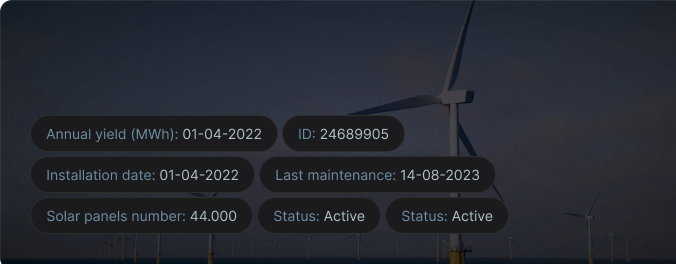 Annual yield (MWh): 01-04-2022 ID: 24689905
Installation date: 01-04-2022 Last maintenance: 14-08-2023
Solar panels number: 44.000 Status: Active Status: Active